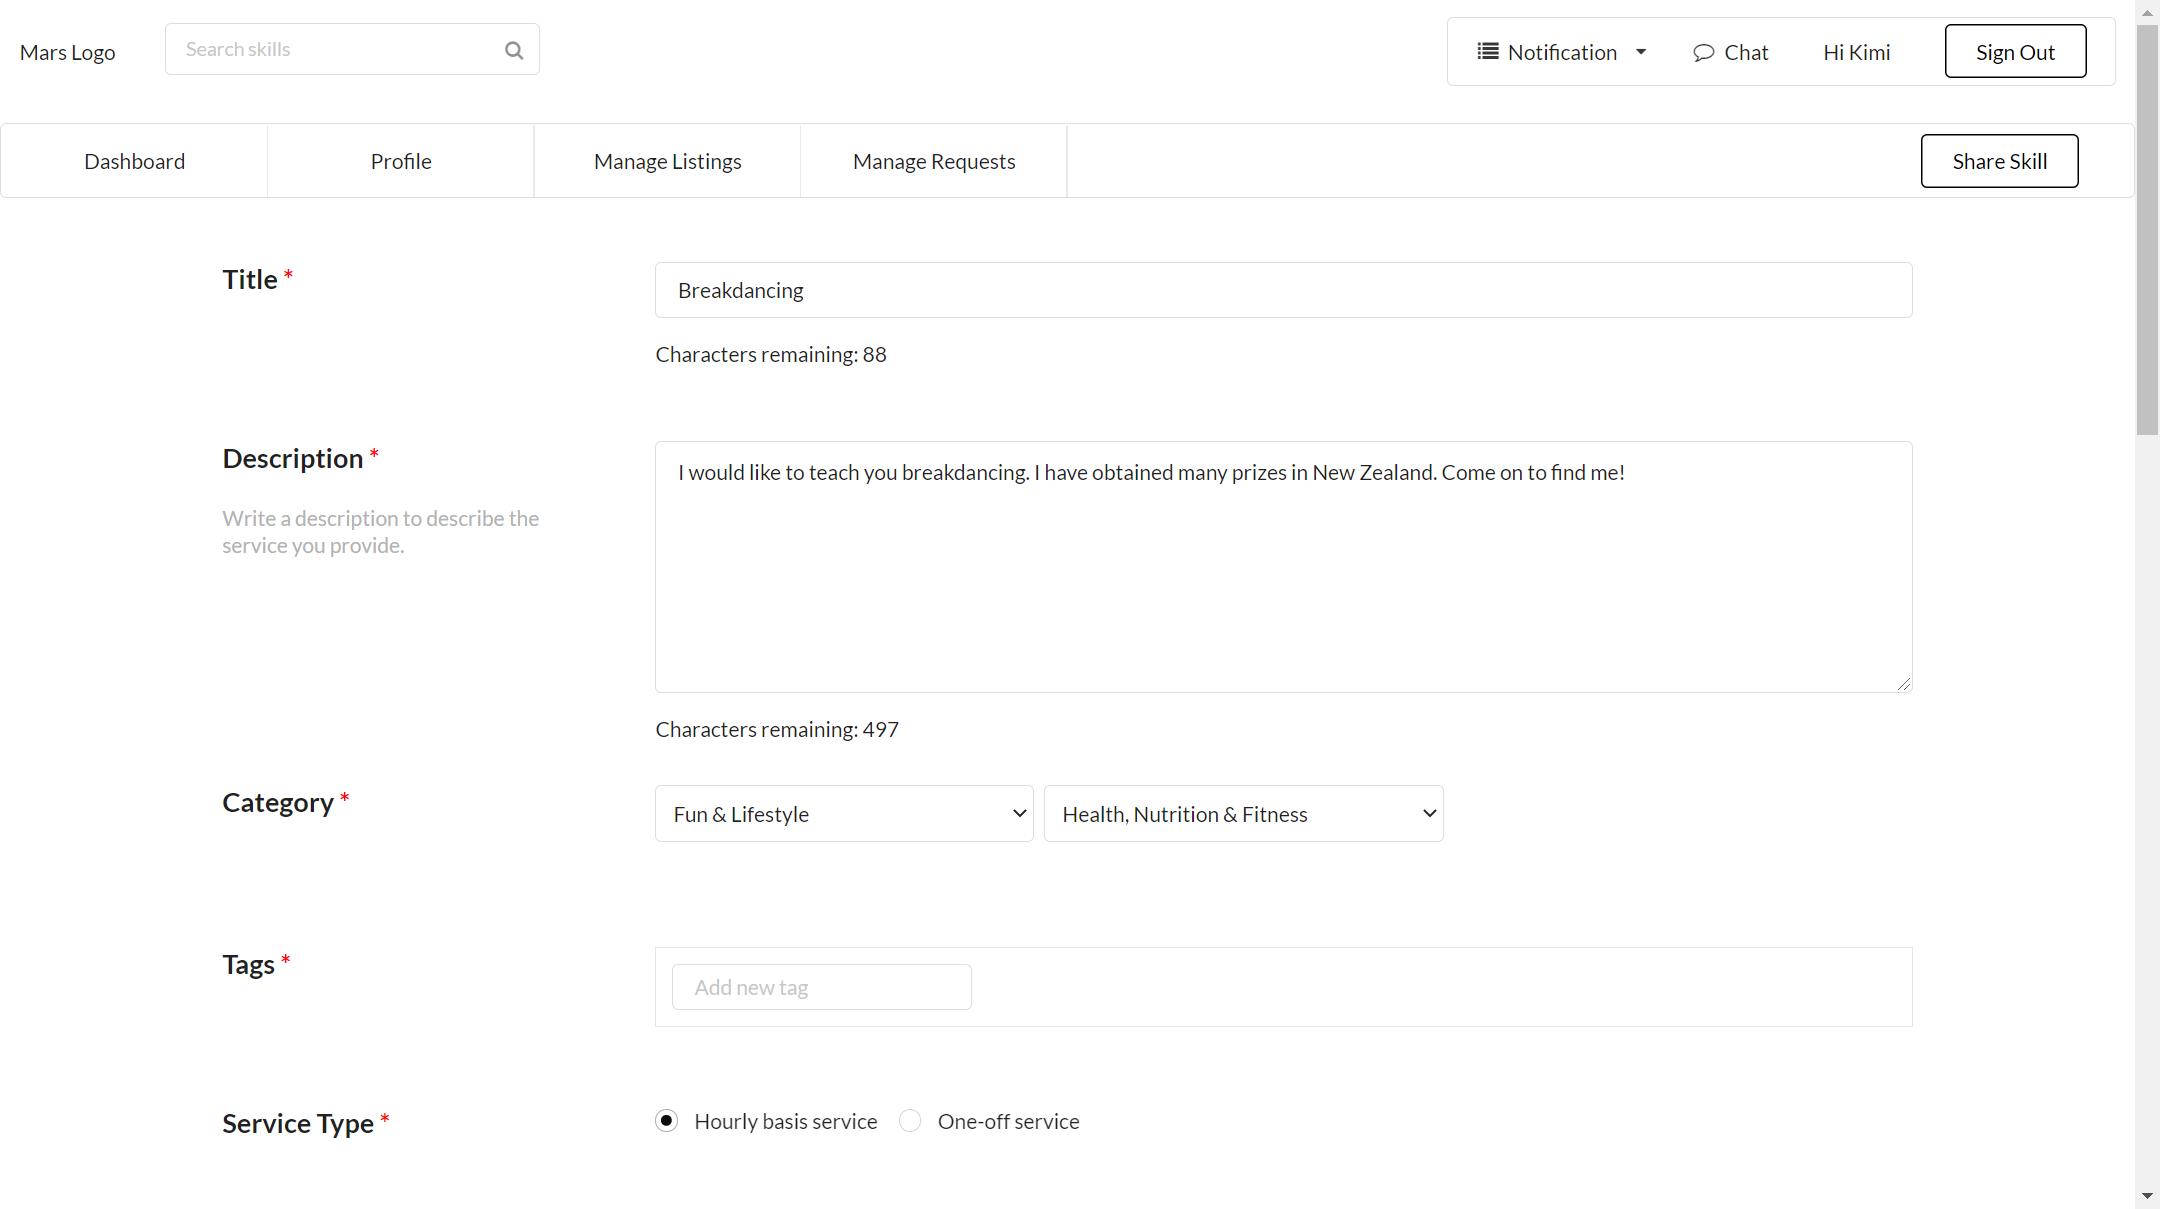 Mars Logo
Search skills
Notification
Chat
Hi Kimi
Sign Out
Dashboard
Profile
Manage Listings
Manage Requests
Share Skill
Title *
Breakdancing
Characters remaining: 88
Description *
Write a description to describe the
service you provide.
I would like to teach you breakdancing. I have obtained many prizes in New Zealand. Come on to find me!
Characters remaining: 497
Category *
Fun & Lifestyle
Health, Nutrition & Fitness
Tags *
Add new tag
Service Type *
Hourly basis service
One-off service